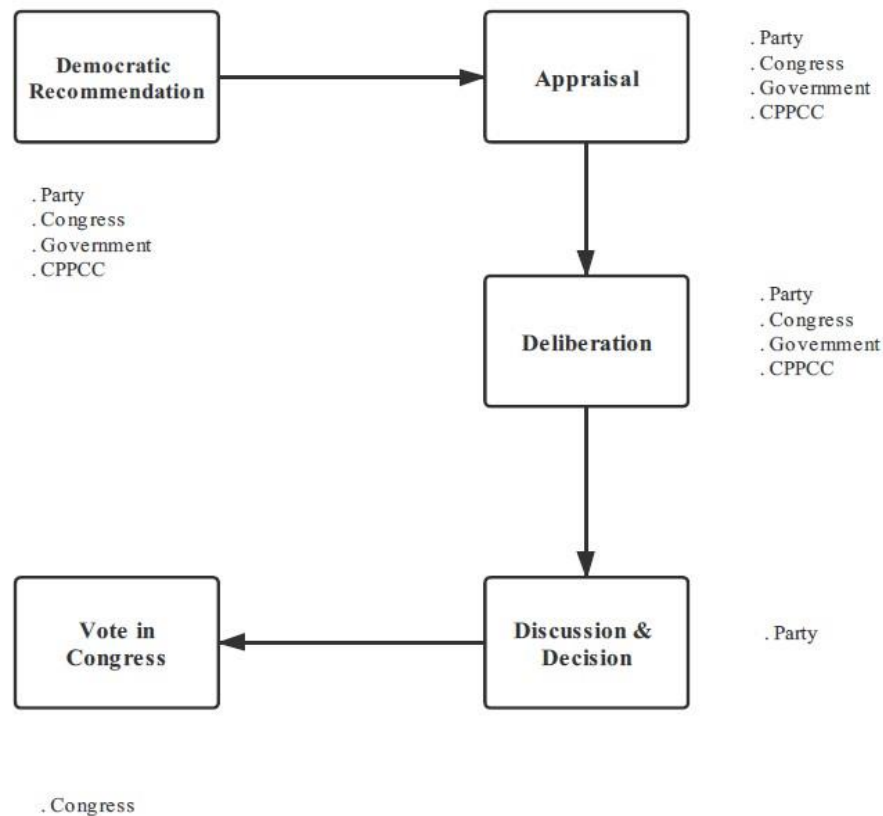 Democratic
Recommendation
. Party
. Congress
. Government
. CPPCC
Appraisal
. Party
. Congress
. Government
. CPPCC
Deliberation
. Party
. Congress
. Government
. CPPCC
Discussion &
Decision
. Party
Vote in
Congress
. Congress